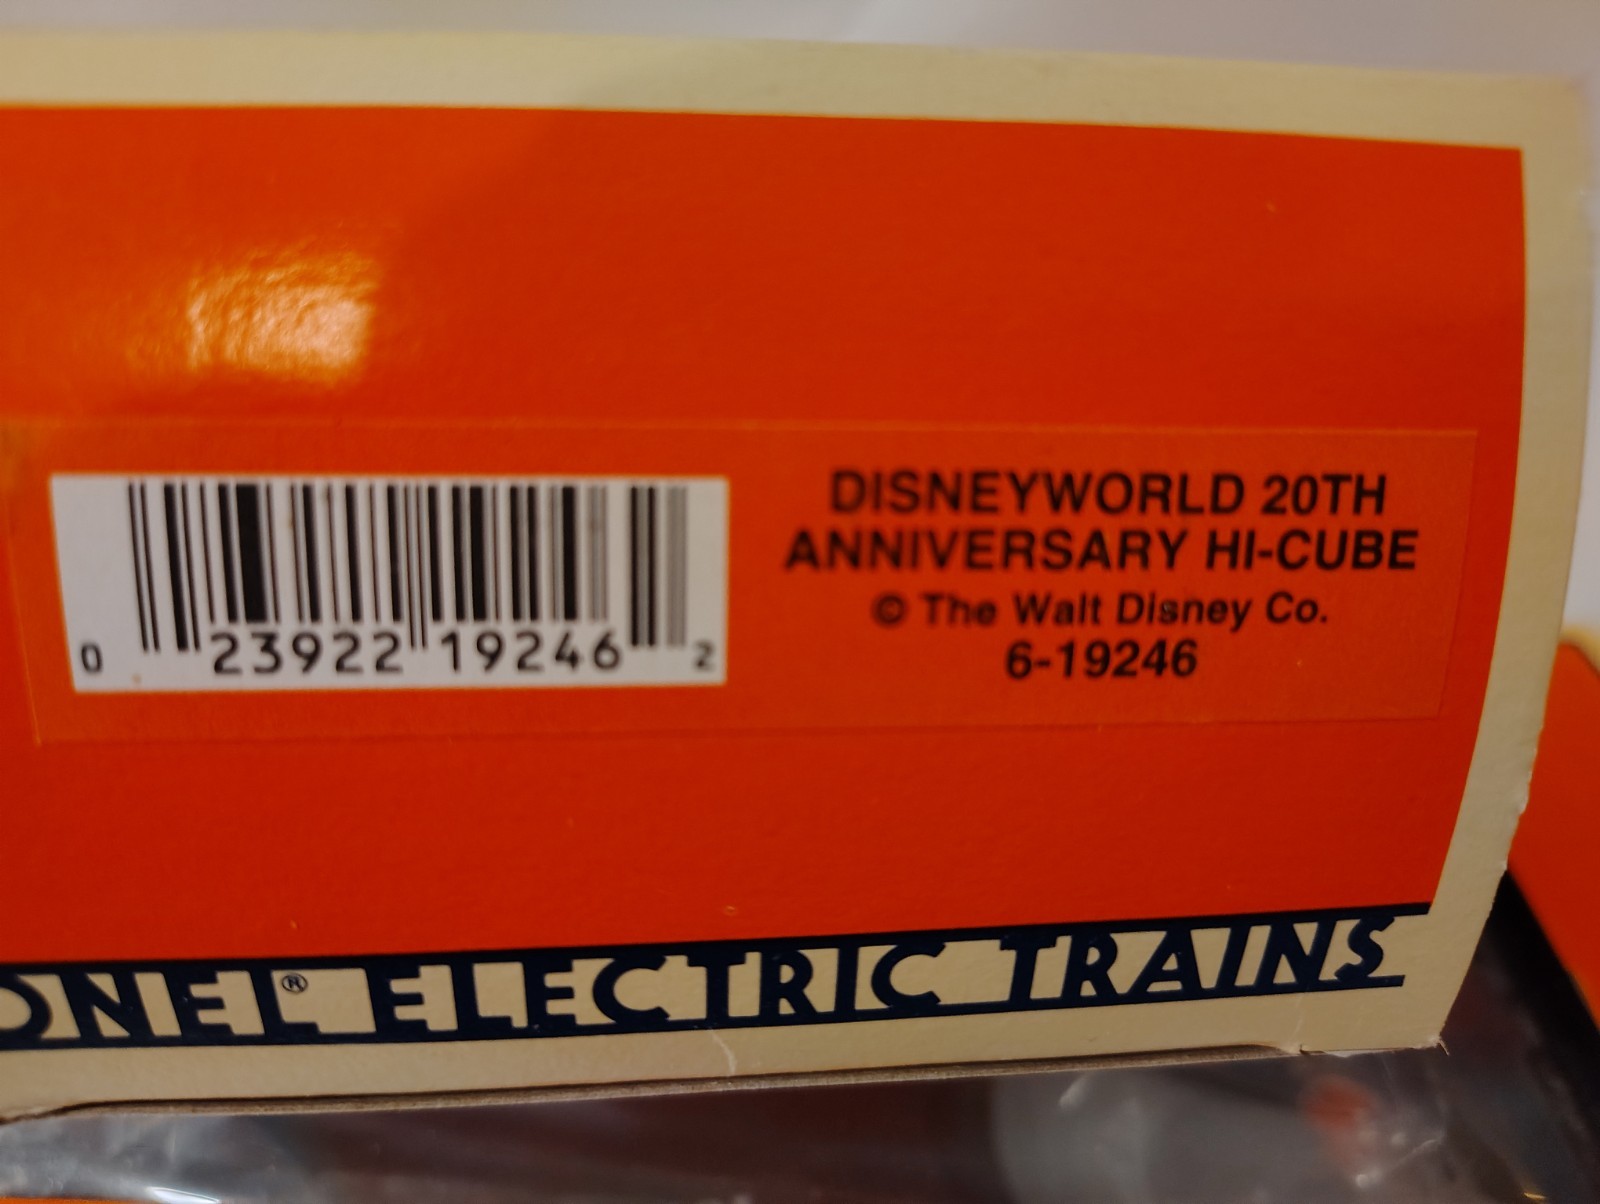 DISNEYWORLD 20TH
ANNIVERSARY HI-CUBE
© The Walt Disney Co.
6-19246
0 23922 19246 2
ONEL® ELECTRIC TRAINS